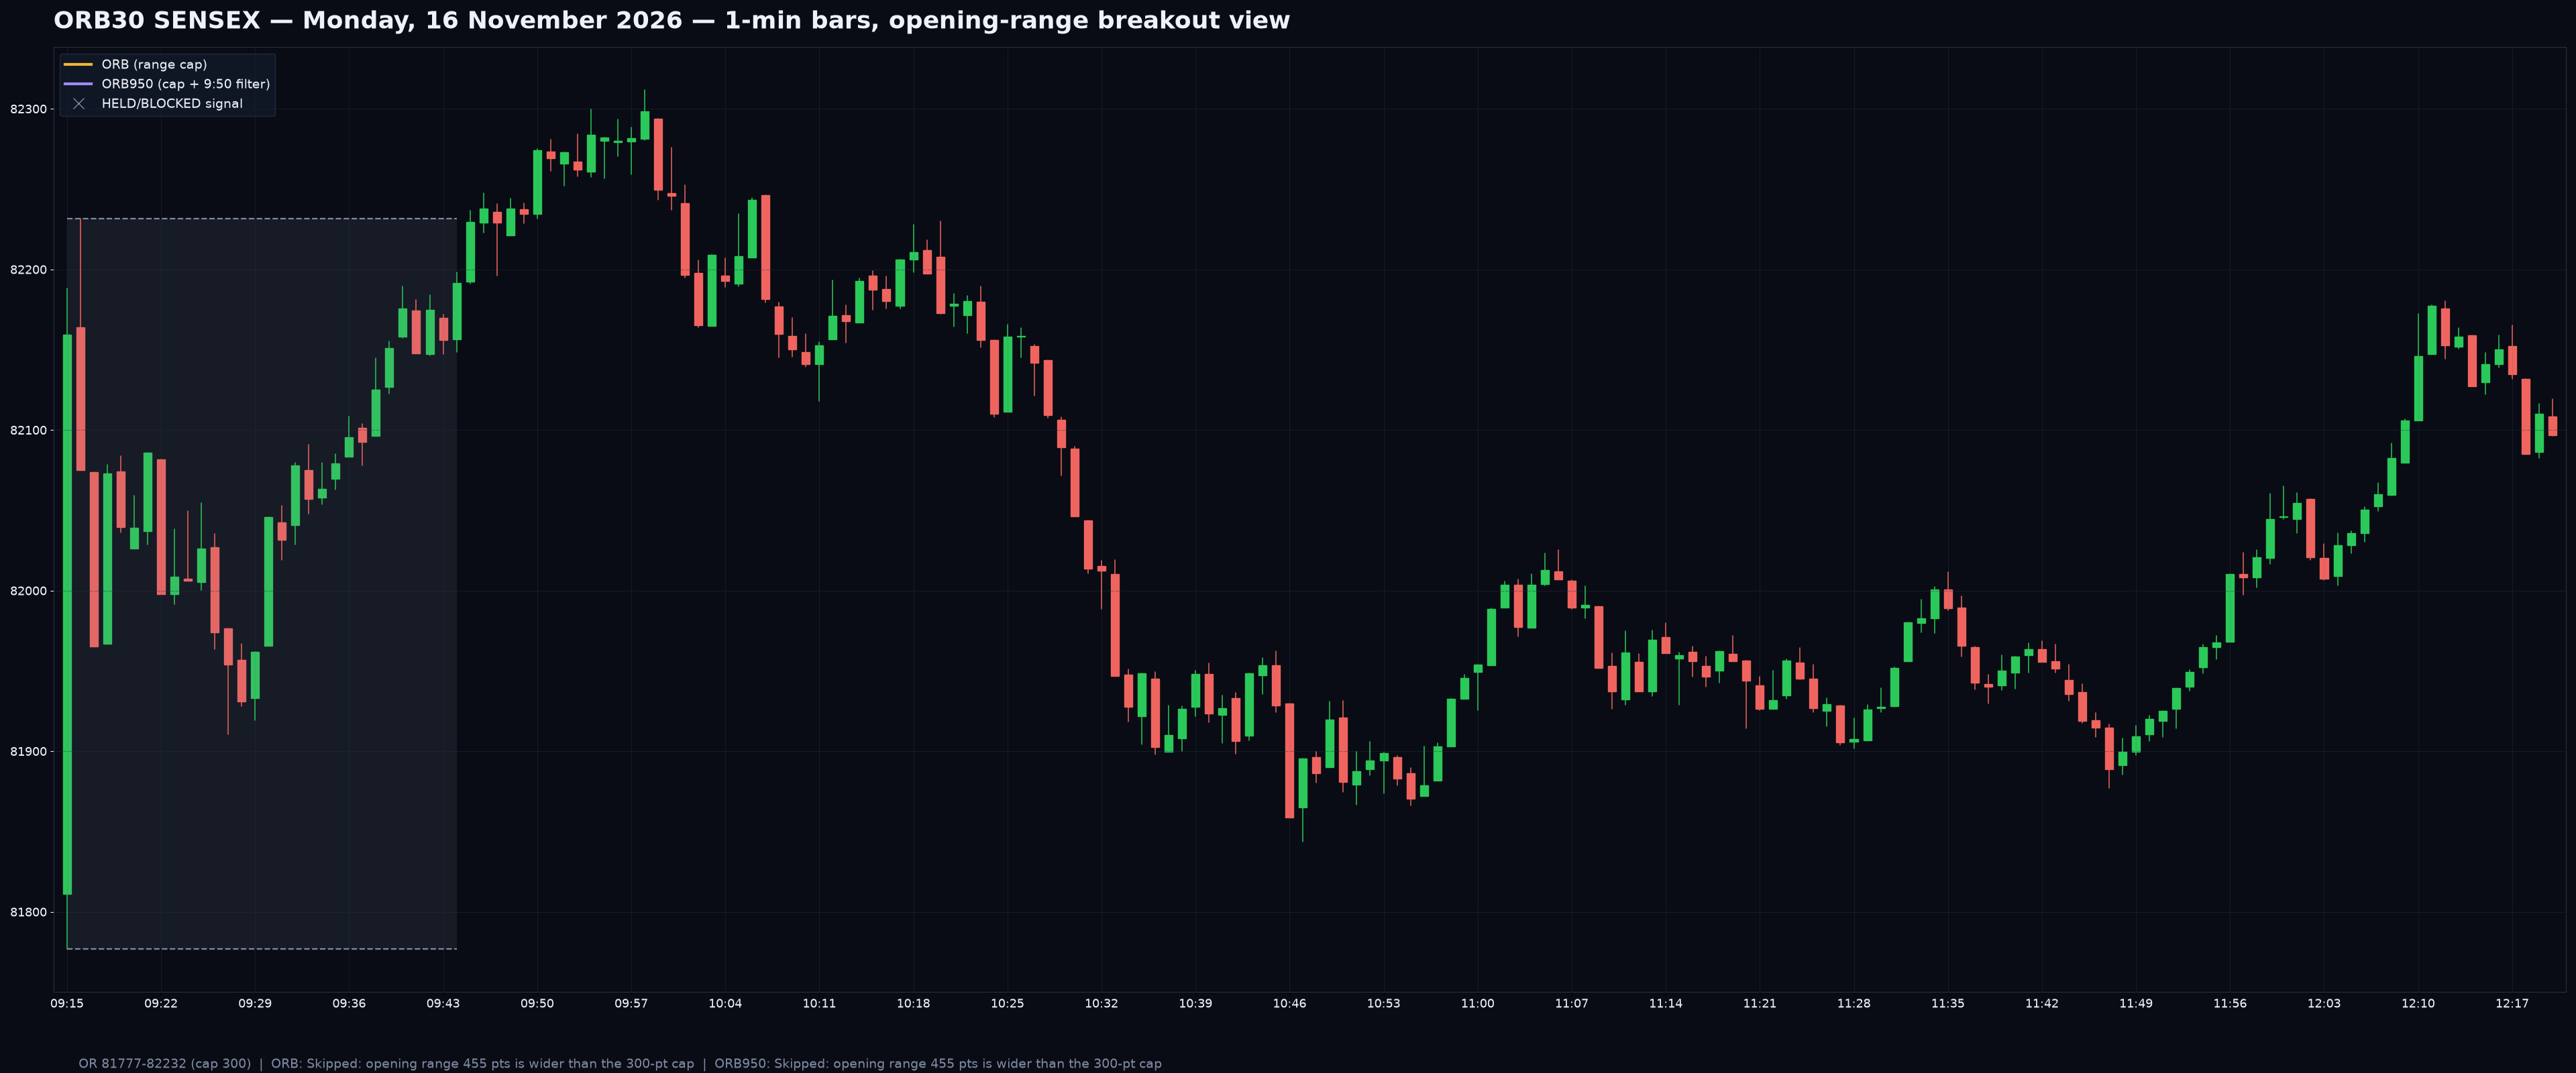 ORB30 SENSEX — Monday, 16 November 2026 — 1-min bars, opening-range breakout view
ORB (range cap)
ORB950 (cap + 9:50 filter)
HELD/BLOCKED signal
82300
82200
82100
82000
81900
81800
09:15 09:22 09:29 09:36 09:43 09:50 09:57 10:04 10:11 10:18 10:25 10:32 10:39 10:46 10:53 11:00 11:07 11:14 11:21 11:28 11:35 11:42 11:49 11:56 12:03 12:10 12:17
OR 81777-82232 (cap 300) | ORB: Skipped: opening range 455 pts is wider than the 300-pt cap | ORB950: Skipped: opening range 455 pts is wider than the 300-pt cap